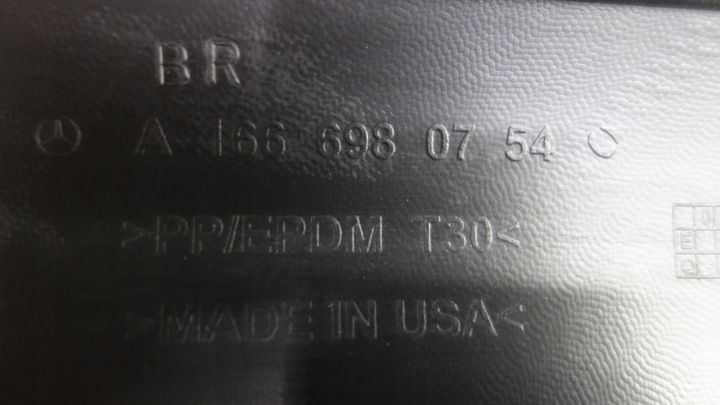 BR
A 166 698 07 54
>PP/EPDM T30<
>MADE IN USA<